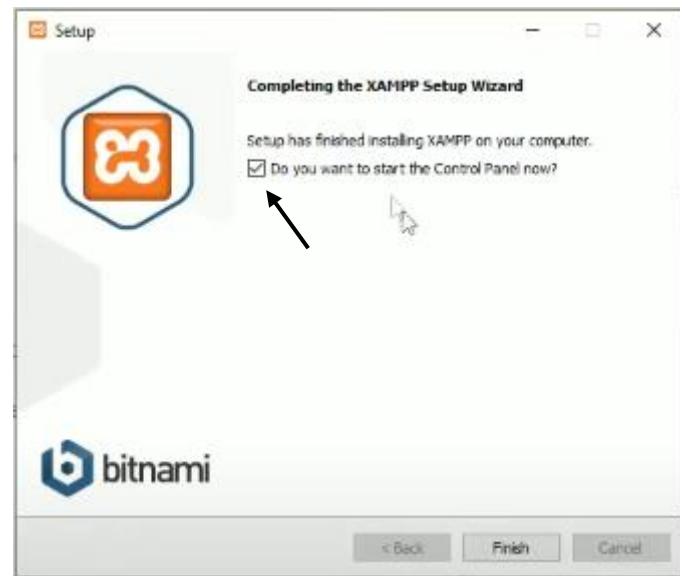 Setup
Completing the XAMPP Setup Wizard
Setup has finished installing XAMPP on your computer.
Do you want to start the Control Panel now?
bitnami
< Back Finish Cancel